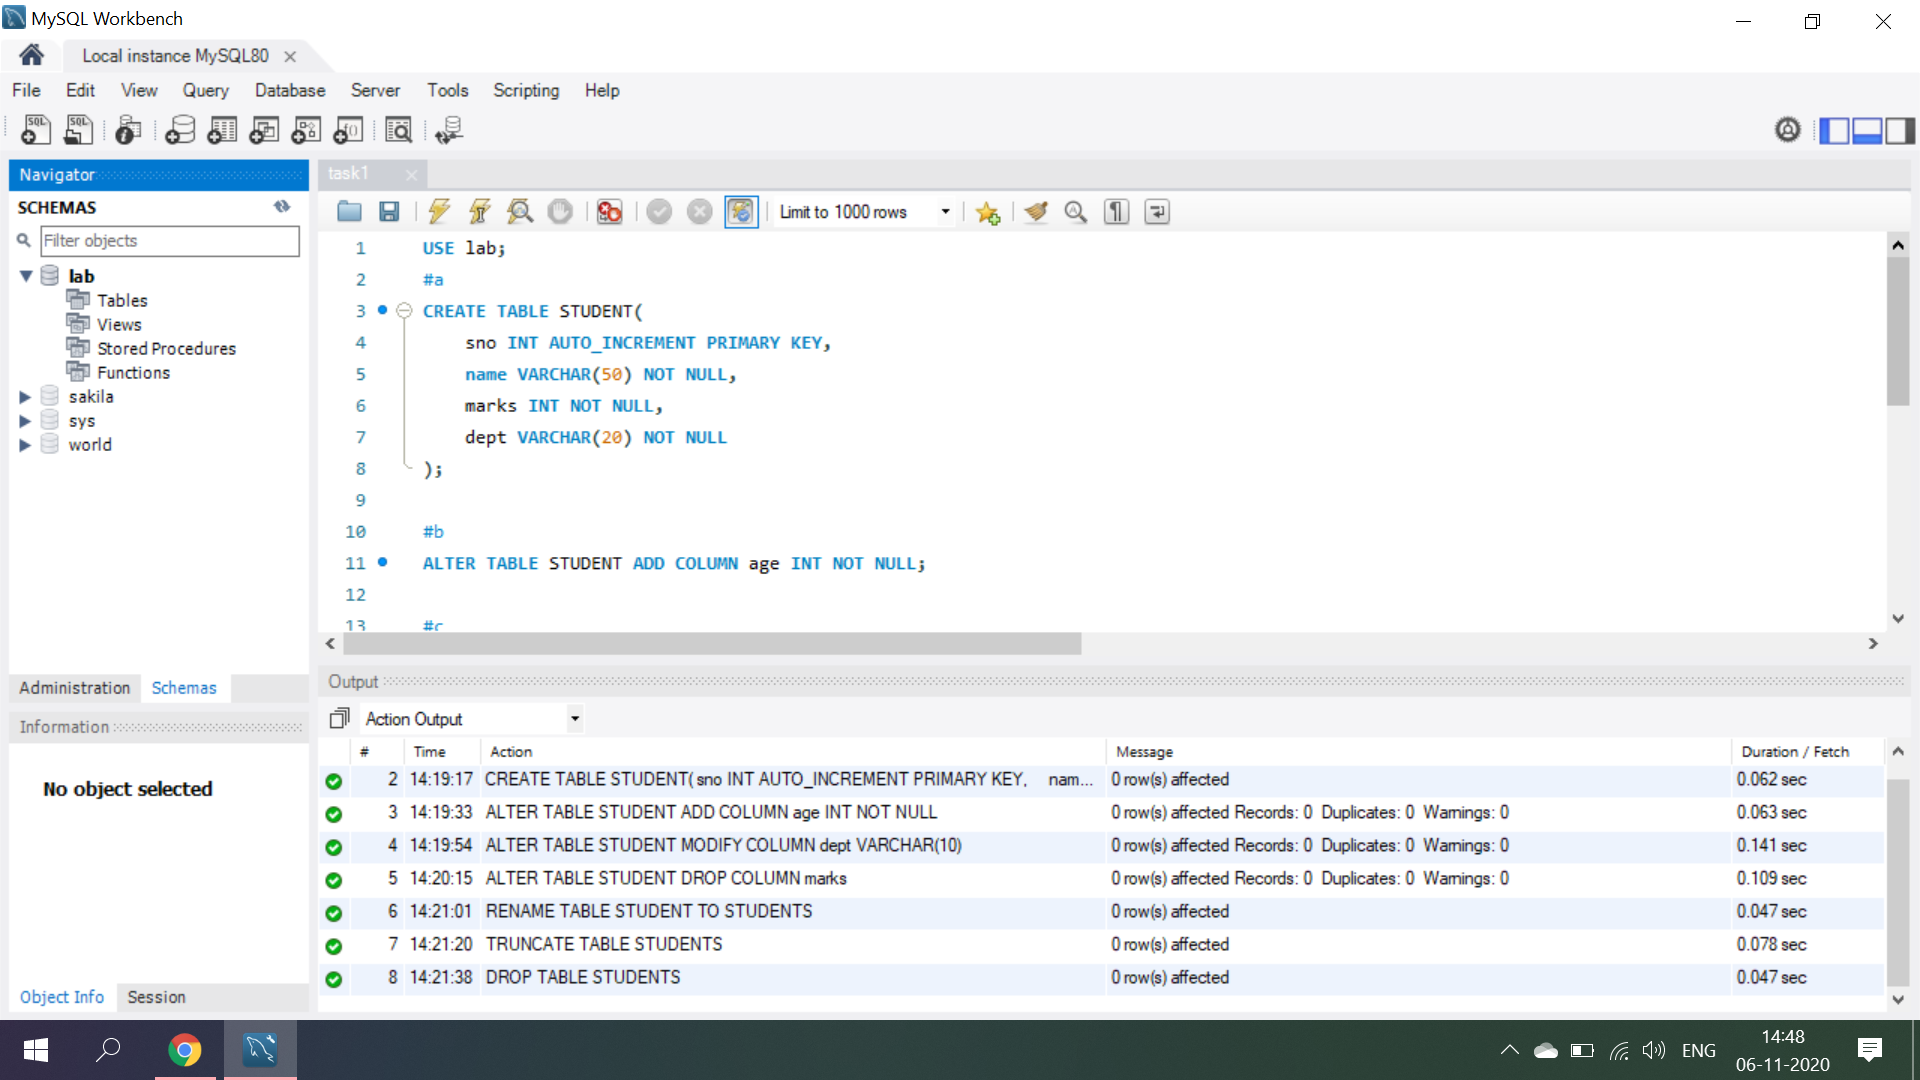 MySQL Workbench
Local instance MySQL80
File Edit View Query Database Server Tools Scripting Help
Navigator
SCHEMAS
Filter objects
lab
Tables
Views
Stored Procedures
Functions
sakila
sys
world
Administration Schemas
Information
No object selected
Object Info Session
task1
Limit to 1000 rows
1 USE lab;
2 #a
3 CREATE TABLE STUDENT(
4 sno INT AUTO_INCREMENT PRIMARY KEY,
5 name VARCHAR(50) NOT NULL,
6 marks INT NOT NULL,
7 dept VARCHAR(20) NOT NULL
8 );
9
10 #b
11 ALTER TABLE STUDENT ADD COLUMN age INT NOT NULL;
12
13 #c
Output
Action Output
# Time Action Message Duration / Fetch
2 14:19:17 CREATE TABLE STUDENT( sno INT AUTO_INCREMENT PRIMARY KEY, nam... 0 row(s) affected 0.062 sec
3 14:19:33 ALTER TABLE STUDENT ADD COLUMN age INT NOT NULL 0 row(s) affected Records: 0 Duplicates: 0 Warnings: 0 0.063 sec
4 14:19:54 ALTER TABLE STUDENT MODIFY COLUMN dept VARCHAR(10) 0 row(s) affected Records: 0 Duplicates: 0 Warnings: 0 0.141 sec
5 14:20:15 ALTER TABLE STUDENT DROP COLUMN marks 0 row(s) affected Records: 0 Duplicates: 0 Warnings: 0 0.109 sec
6 14:21:01 RENAME TABLE STUDENT TO STUDENTS 0 row(s) affected 0.047 sec
7 14:21:20 TRUNCATE TABLE STUDENTS 0 row(s) affected 0.078 sec
8 14:21:38 DROP TABLE STUDENTS 0 row(s) affected 0.047 sec
ENG
14:48
06-11-2020